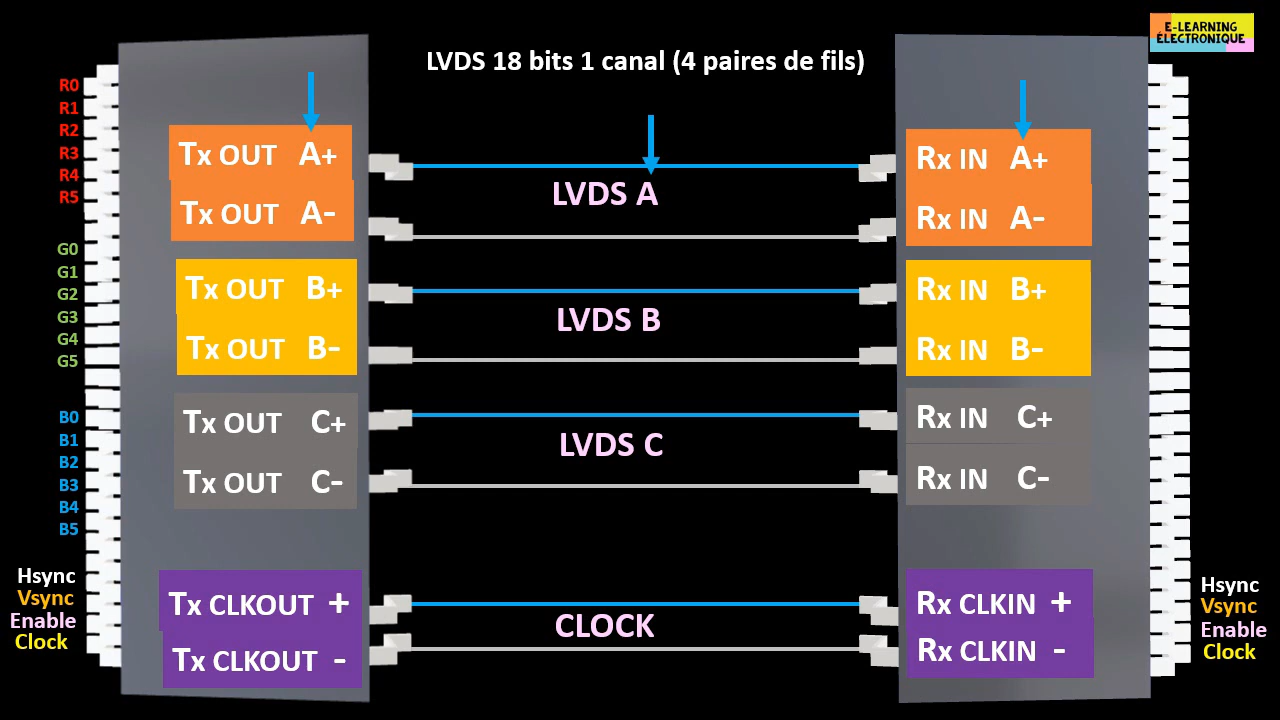 E-LEARNING
ÉLECTRONIQUE
LVDS 18 bits 1 canal (4 paires de fils)
R0
R1
R2
R3
R4
R5
G0
G1
G2
G3
G4
G5
B0
B1
B2
B3
B4
B5
Hsync
Vsync
Enable
Clock
Tx OUT A+
Tx OUT A-
Tx OUT B+
Tx OUT B-
Tx OUT C+
Tx OUT C-
Tx CLKOUT +
Tx CLKOUT -
LVDS A
LVDS B
LVDS C
CLOCK
Rx IN A+
Rx IN A-
Rx IN B+
Rx IN B-
Rx IN C+
Rx IN C-
Rx CLKIN +
Rx CLKIN -
Hsync
Vsync
Enable
Clock